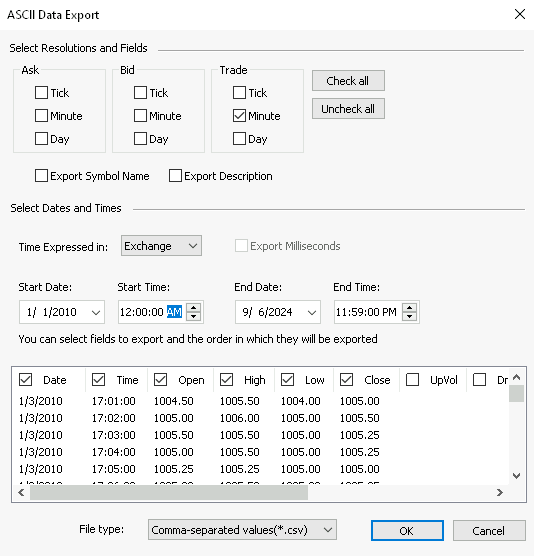 ASCII Data Export
Select Resolutions and Fields
Ask Bid Trade
Tick Tick Tick Check all
Minute Minute Minute Uncheck all
Day Day Day
Export Symbol Name Export Description
Select Dates and Times
Time Expressed in: Exchange Export Milliseconds
Start Date: Start Time: End Date: End Time:
1/ 1/2010 12:00:00 AM 9/ 6/2024 11:59:00 PM
You can select fields to export and the order in which they will be exported
Date Time Open High Low Close UpVol
1/3/2010 17:01:00 1004.50 1005.50 1004.00 1005.00
1/3/2010 17:02:00 1005.00 1006.00 1005.00 1005.50
1/3/2010 17:03:00 1005.50 1005.50 1005.00 1005.25
1/3/2010 17:04:00 1005.00 1005.50 1005.00 1005.25
1/3/2010 17:05:00 1005.25 1005.25 1005.00 1005.25
File type: Comma-separated values(*.csv) OK Cancel